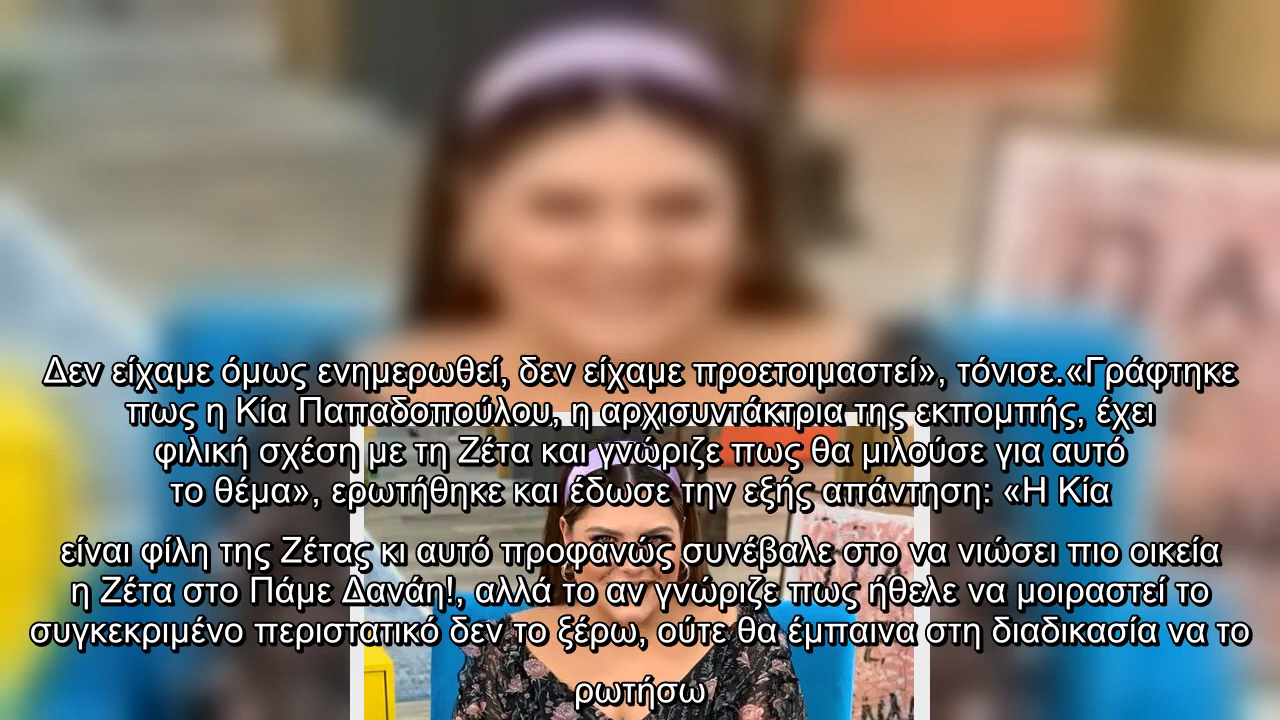 Δεν είχαμε όμως ενημερωθεί, δεν είχαμε προετοιμαστεί», τόνισε.«Γράφτηκε
πως η Κία Παπαδοπούλου, η αρχισυντάκτρια της εκπομπής, έχει
φιλική σχέση με τη Ζέτα και γνώριζε πως θα μιλούσε για αυτό
το θέμα», ερωτήθηκε και έδωσε την εξής απάντηση: «Η Κία
είναι φίλη της Ζέτας κι αυτό προφανώς συνέβαλε στο να νιώσει πιο οικεία
η Ζέτα στο Πάμε Δανάη!, αλλά το αν γνώριζε πως ήθελε να μοιραστεί το
συγκεκριμένο περιστατικό δεν το ξέρω, ούτε θα έμπαινα στη διαδικασία να το
ρωτήσω